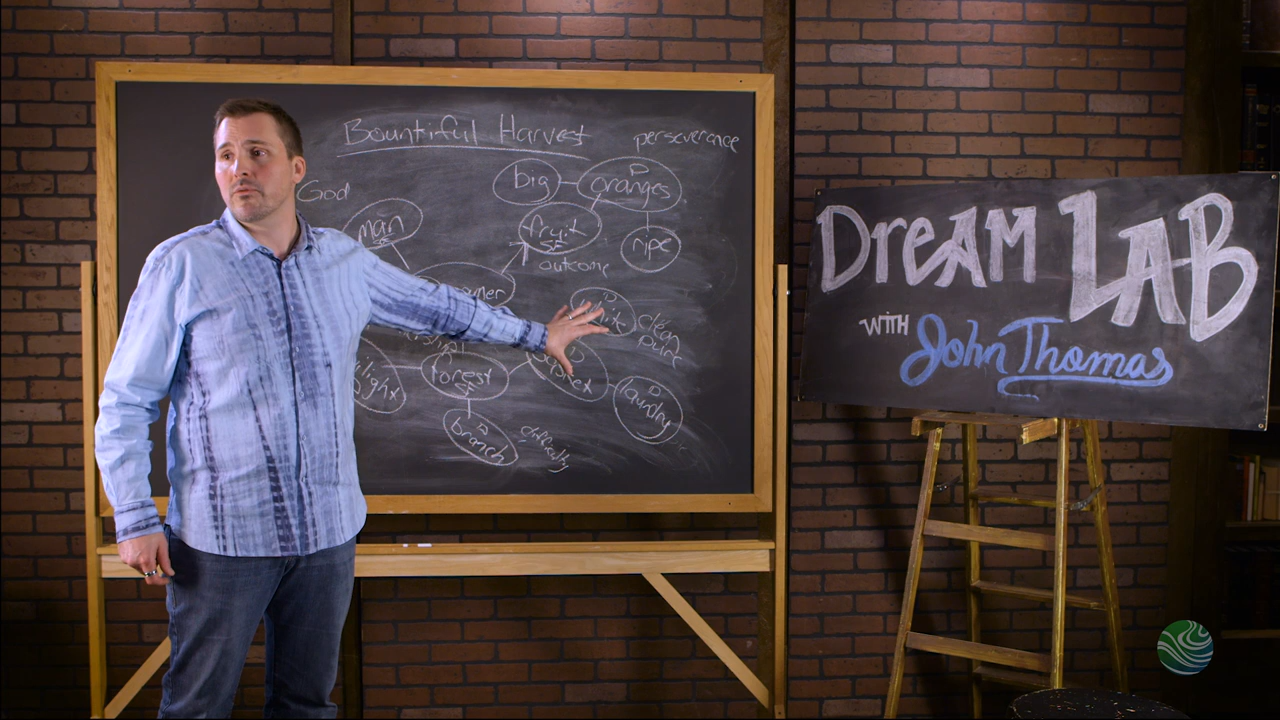 Bountiful Harvest
perseverance
God
big
oranges
man
fruit
ripe
outcome
clean
pure
forest
laundry
branch
difficulty
DreAM LAB
WITH
John Thomas